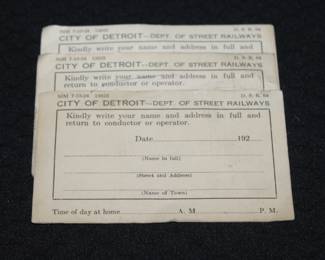 CITY OF DETROIT—DEPT. OF STREET RAILWAYS
Kindly write your name and address in full and
CITY OF DETROIT—DEPT. OF STREET RAILWAYS
Kindly write your name and address in full and
return to conductor or operator.
CITY OF DETROIT—DEPT. OF STREET RAILWAYS
Kindly write your name and address in full and
return to conductor or operator.
Date 192
(Name in full)
(Street and Address)
(Name of Town)
Time of day at home A. M. P. M.